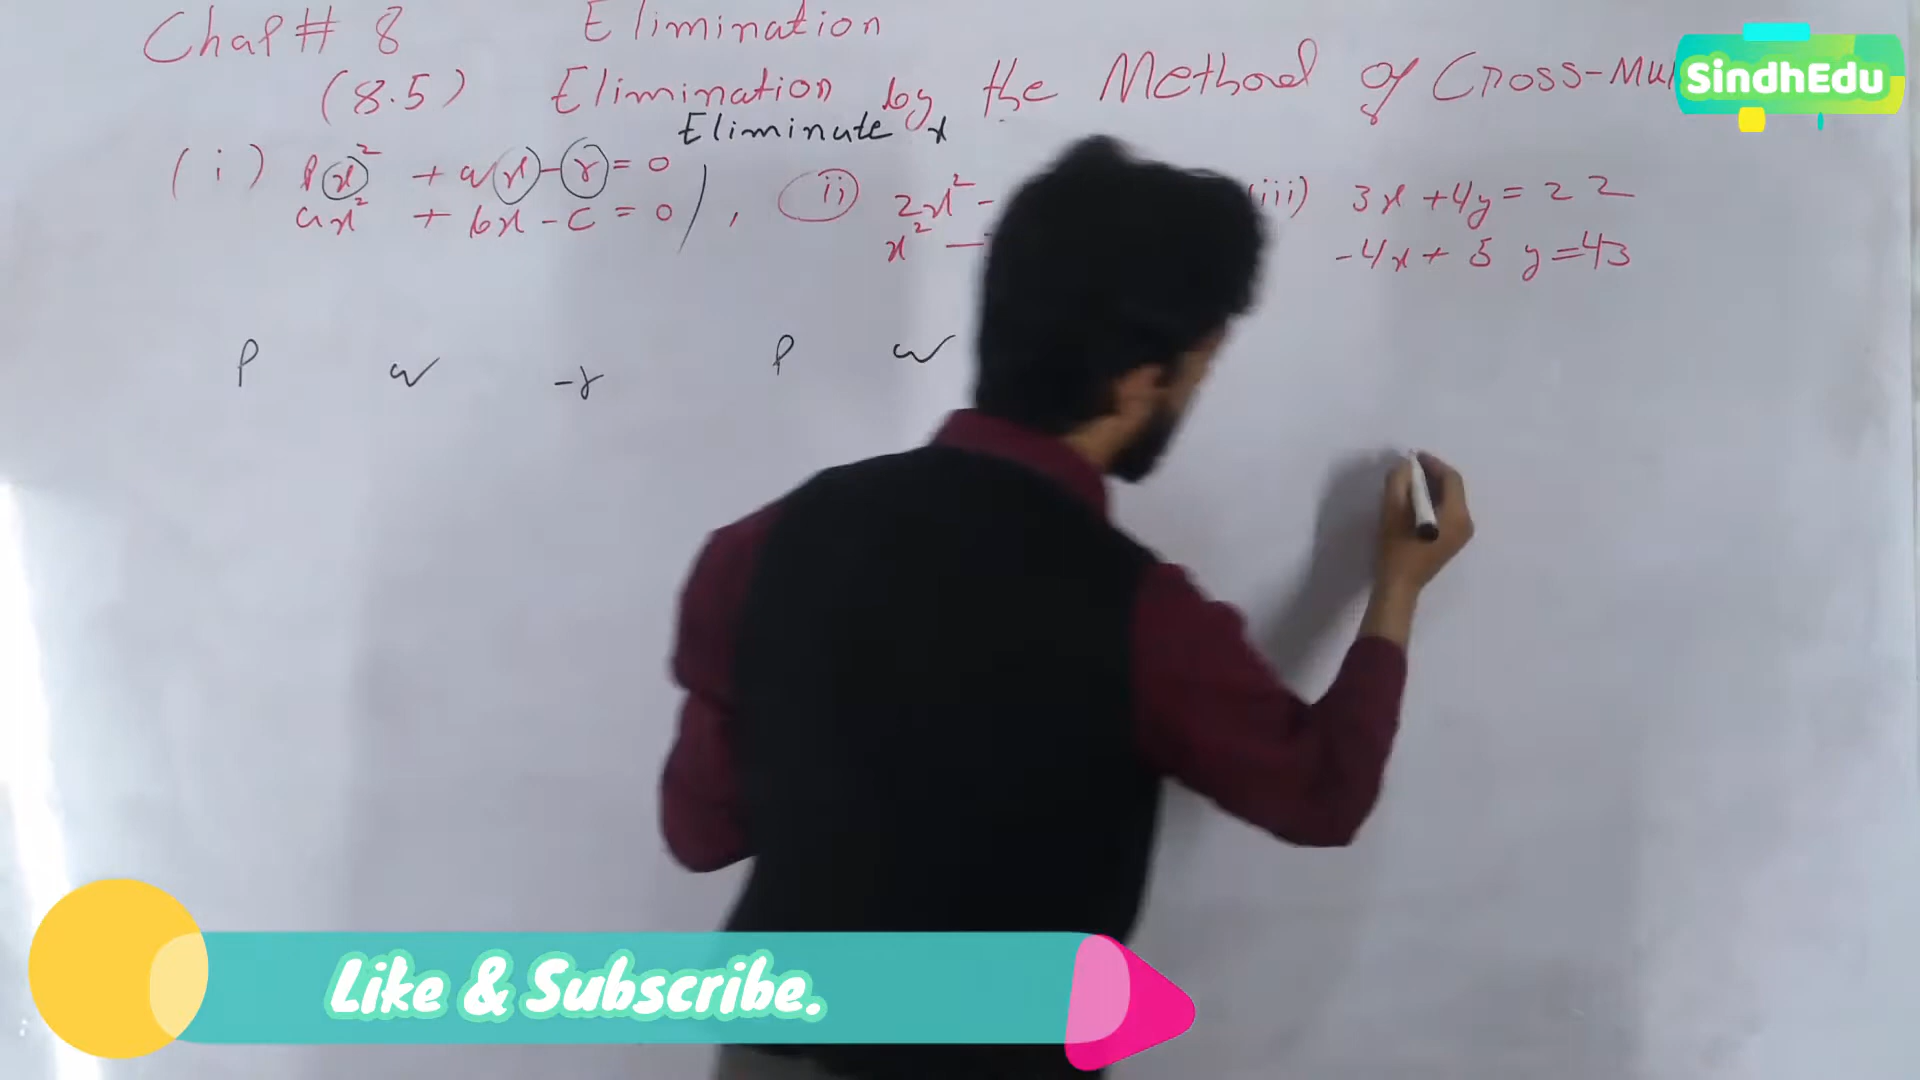 Chap # 8 Elimination
(8.5) Elimination by the Method of Cross-Mul
SindhEdu
Eliminate x
(i) px² + qx - r = 0
ax² + bx - c = 0 ,
(ii) 2x² -
x² -
(iii) 3x + 4y = 22
-4x + 5y = 43
p q -r p q
Like & Subscribe.